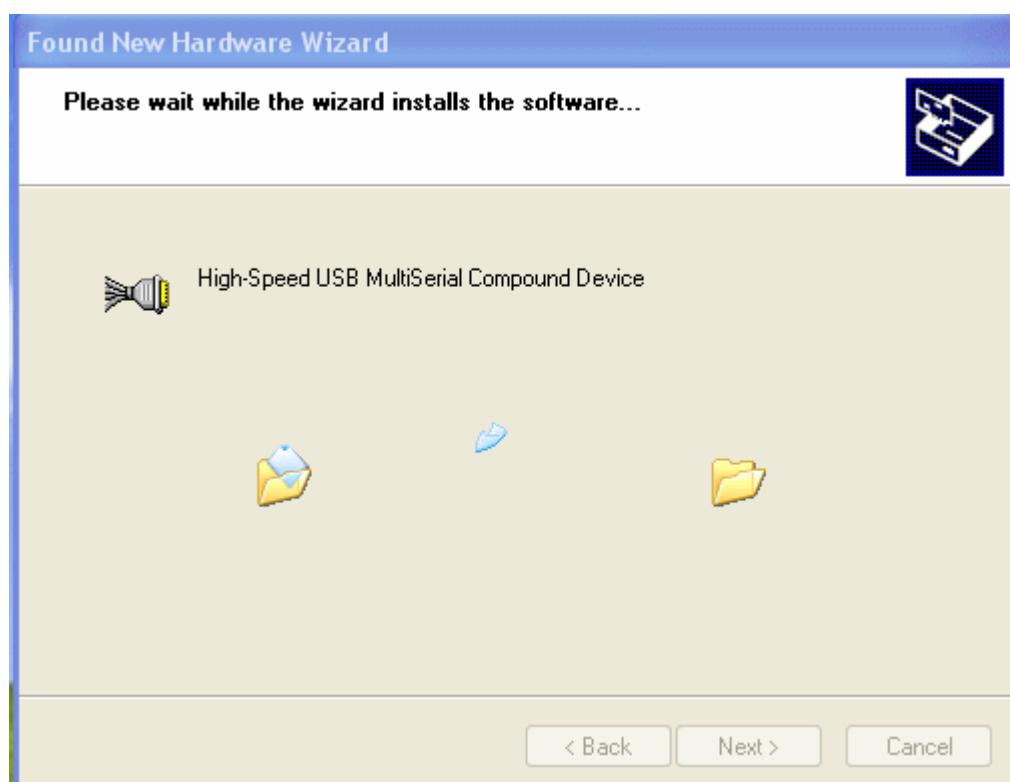 Found New Hardware Wizard
Please wait while the wizard installs the software...
High-Speed USB MultiSerial Compound Device
< Back
Next >
Cancel